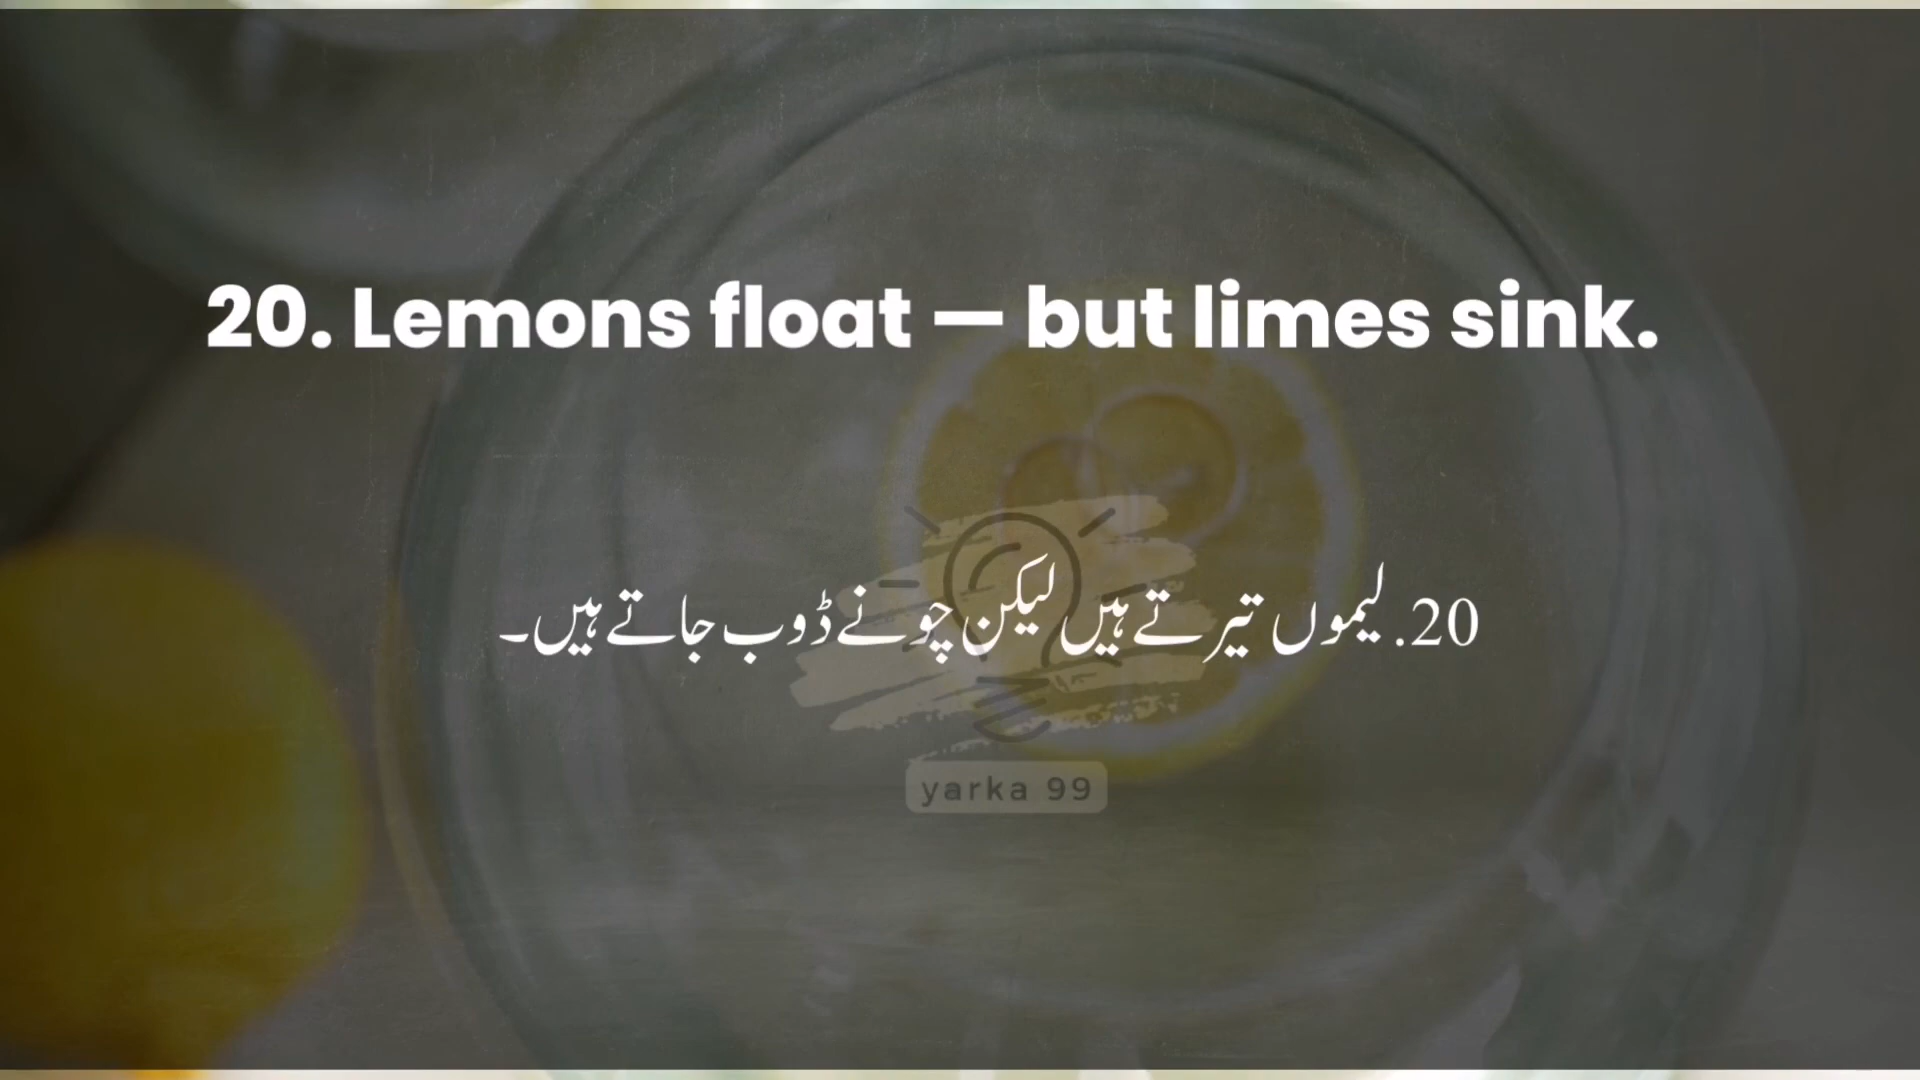 20. Lemons float — but limes sink.
20. لیموں تیرتے ہیں لیکن چونے ڈوب جاتے ہیں۔
yarka 99